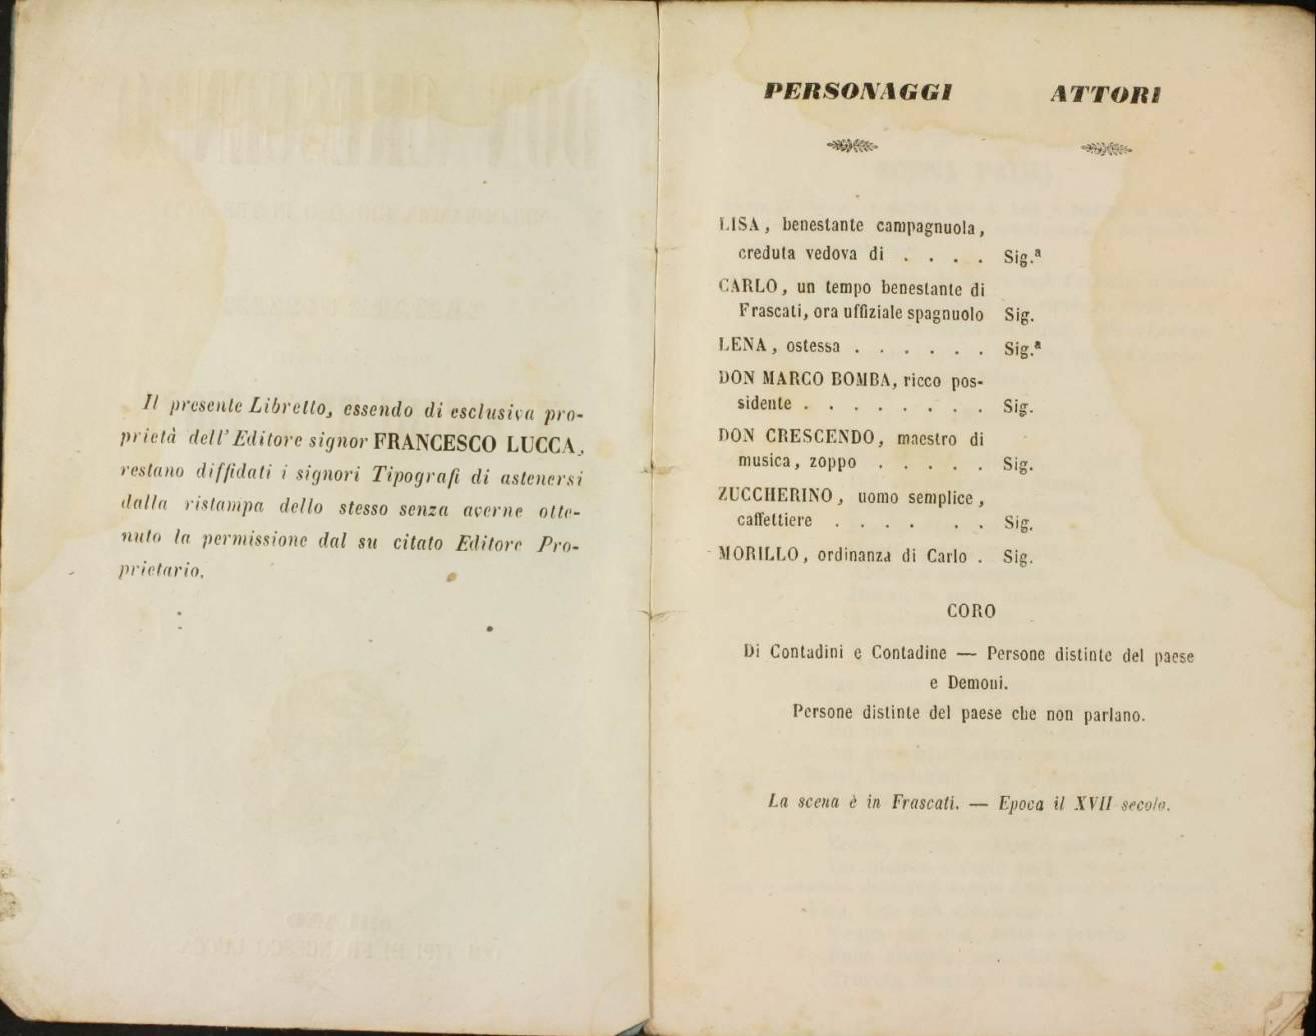 Il presente Libretto, essendo di esclusiva pro-
prietà dell' Editore signor FRANCESCO LUCCA,
restano diffidati i signori Tipografi di astenersi
dalla ristampa dello stesso senza averne otte-
nuto la permissione dal su citato Editore Pro-
prietario.
PERSONAGGI ATTORI
LISA, benestante campagnuola,
creduta vedova di . . . . Sig.ª
CARLO, un tempo benestante di
Frascati, ora uffiziale spagnuolo Sig.
LENA, ostessa . . . . . . Sig.ª
DON MARCO BOMBA, ricco pos-
sidente . . . . . . . . Sig.
DON CRESCENDO, maestro di
musica, zoppo . . . . . Sig.
ZUCCHERINO, uomo semplice,
caffettiere . . . . . . Sig.
MORILLO, ordinanza di Carlo . Sig.
CORO
Di Contadini e Contadine — Persone distinte del paese
e Demoni.
Persone distinte del paese che non parlano.
La scena è in Frascati. — Epoca il XVII secolo.